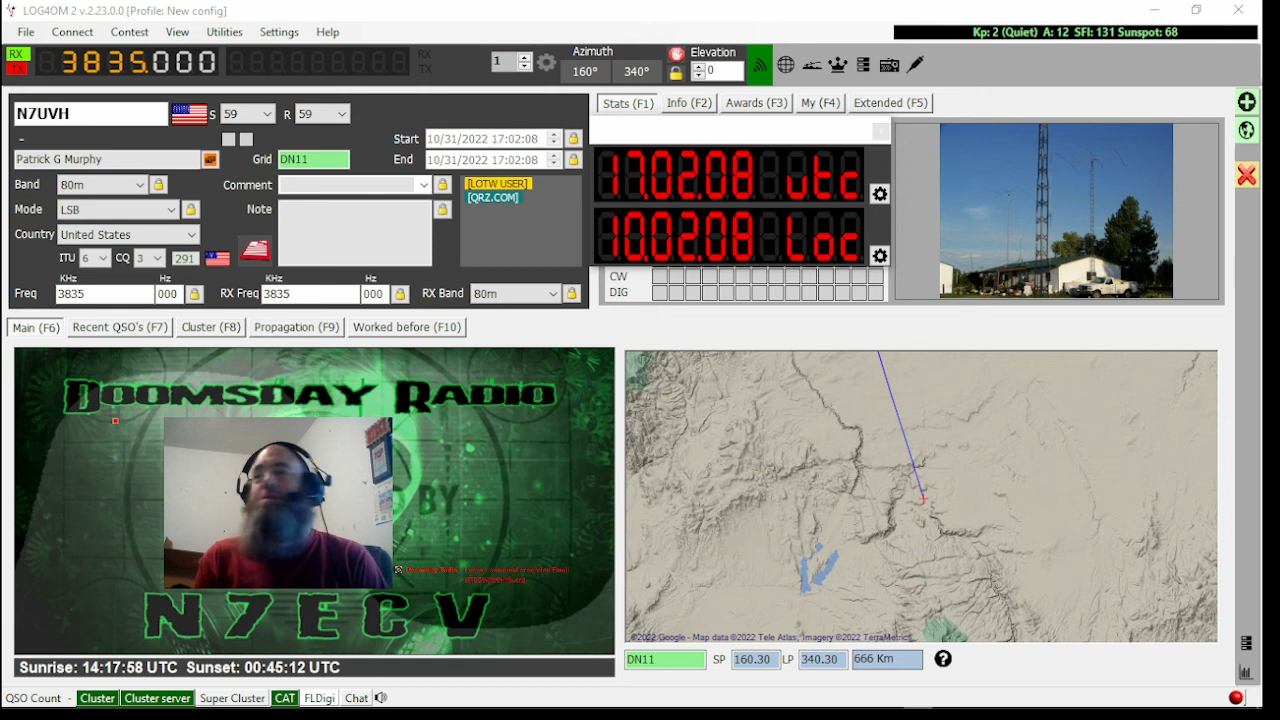 LOG4OM 2 v.2.23.0.0 [Profile: New config]
File Connect Contest View Utilities Settings Help
Kp: 2 (Quiet) A: 12 SFI: 131 Sunspot: 68
RX
TX
3835.000
RX
TX
1
Azimuth
160° 340°
Elevation
0
N7UVH
S 59 R 59
-
Start 10/31/2022 17:02:08
Patrick G Murphy
Grid DN11
End 10/31/2022 17:02:08
Band 80m
Comment
[LOTW USER]
[QRZ.COM]
Mode LSB
Note
Country United States
ITU 6 CQ 3 291
KHz Hz KHz Hz
Freq 3835 000 RX Freq 3835 000 RX Band 80m
Stats (F1) Info (F2) Awards (F3) My (F4) Extended (F5)
17.02.08 utc
10.02.08 Loc
CW
DIG
Main (F6) Recent QSO's (F7) Cluster (F8) Propagation (F9) Worked before (F10)
Doomsday Radio
BY
N7ECV
©2022 Google - Map data ©2022 Tele Atlas, Imagery ©2022 TerraMetrics
Sunrise: 14:17:58 UTC Sunset: 00:45:12 UTC
DN11 SP 160.30 LP 340.30 666 Km
QSO Count - Cluster Cluster server Super Cluster CAT FLDigi Chat